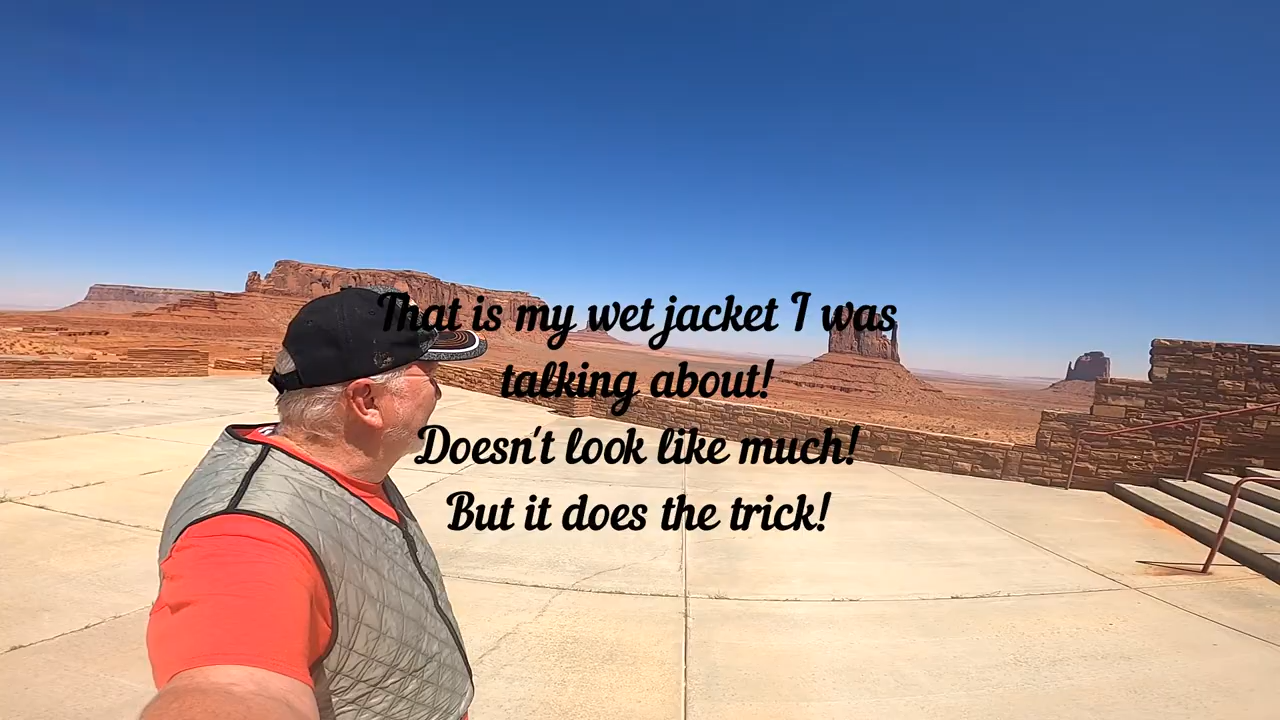 That is my wet jacket I was
talking about!
Doesn't look like much!
But it does the trick!